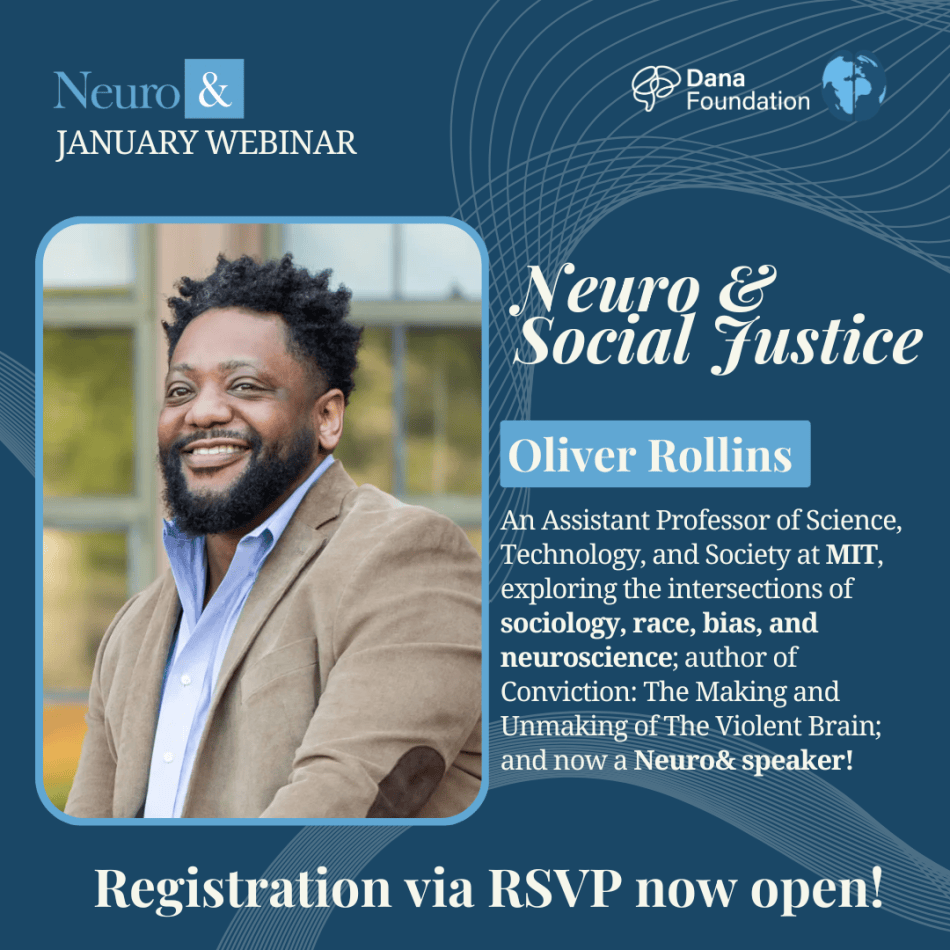 Neuro &
JANUARY WEBINAR
Dana
Foundation
Neuro &
Social Justice
Oliver Rollins
An Assistant Professor of Science,
Technology, and Society at MIT,
exploring the intersections of
sociology, race, bias, and
neuroscience; author of
Conviction: The Making and
Unmaking of The Violent Brain;
and now a Neuro& speaker!
Registration via RSVP now open!